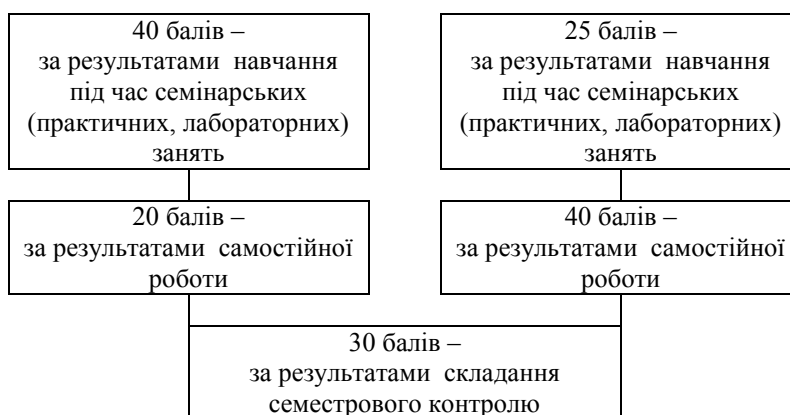 40 балів –
за результатами навчання
під час семінарських
(практичних, лабораторних)
занять
25 балів –
за результатами навчання
під час семінарських
(практичних, лабораторних)
занять
20 балів –
за результатами самостійної
роботи
40 балів –
за результатами самостійної
роботи
30 балів –
за результатами складання
семестрового контролю